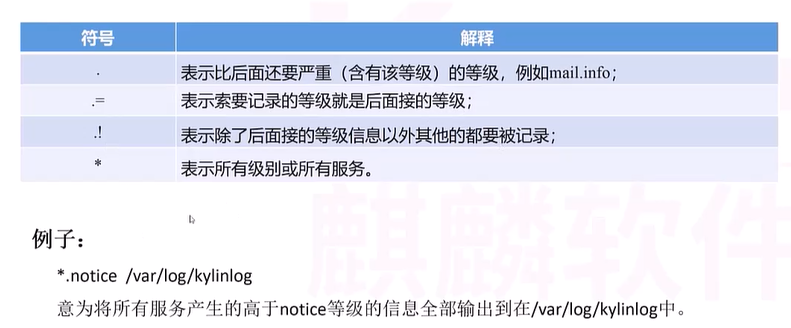 符号 解释
. 表示比后面还要严重（含有该等级）的等级，例如mail.info；
.= 表示索要记录的等级就是后面接的等级；
.! 表示除了后面接的等级信息以外其他的都要被记录；
* 表示所有级别或所有服务。
麒麟软件
例子：
*.notice /var/log/kylinlog
意为将所有服务产生的高于notice等级的信息全部输出到在/var/log/kylinlog中。